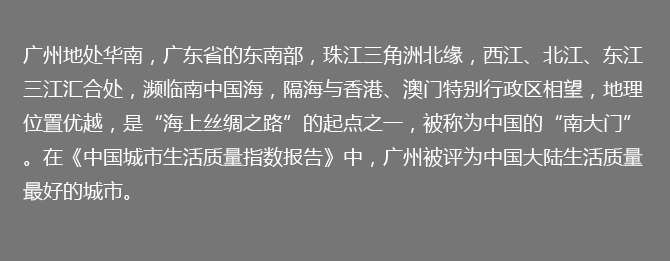 广州地处华南，广东省的东南部，珠江三角洲北缘，西江、北江、东江
三江汇合处，濒临南中国海，隔海与香港、澳门特别行政区相望，地理
位置优越，是“海上丝绸之路”的起点之一，被称为中国的“南大门”
。在《中国城市生活质量指数报告》中，广州被评为中国大陆生活质量
最好的城市。